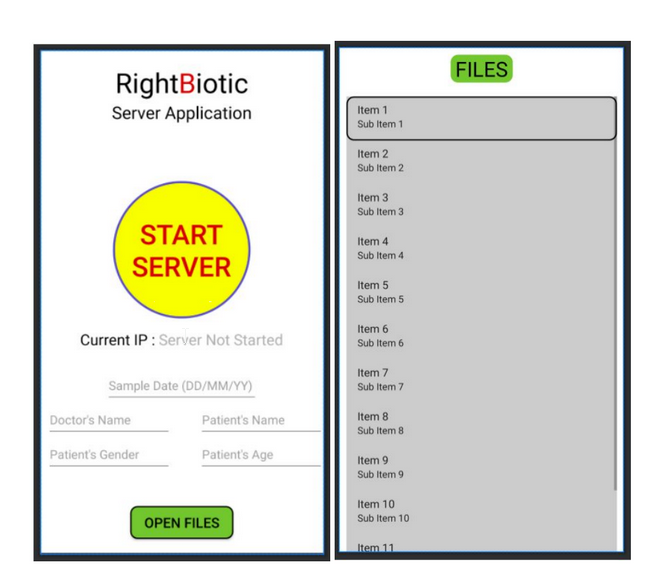 RightBiotic
Server Application
START
SERVER
Current IP : Server Not Started
Sample Date (DD/MM/YY)
Doctor's Name
Patient's Name
Patient's Gender
Patient's Age
OPEN FILES
FILES
Item 1
Sub Item 1
Item 2
Sub Item 2
Item 3
Sub Item 3
Item 4
Sub Item 4
Item 5
Sub Item 5
Item 6
Sub Item 6
Item 7
Sub Item 7
Item 8
Sub Item 8
Item 9
Sub Item 9
Item 10
Sub Item 10
Item 11